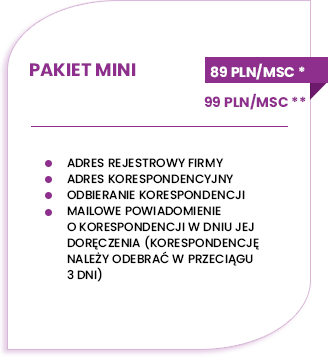 PAKIET MINI
89 PLN/MSC *
99 PLN/MSC **
ADRES REJESTROWY FIRMY
ADRES KORESPONDENCYJNY
ODBIERANIE KORESPONDENCJI
MAILOWE POWIADOMIENIE
O KORESPONDENCJI W DNIU JEJ
DORĘCZENIA (KORESPONDENCJĘ
NALEŻY ODEBRAĆ W PRZECIĄGU
3 DNI)